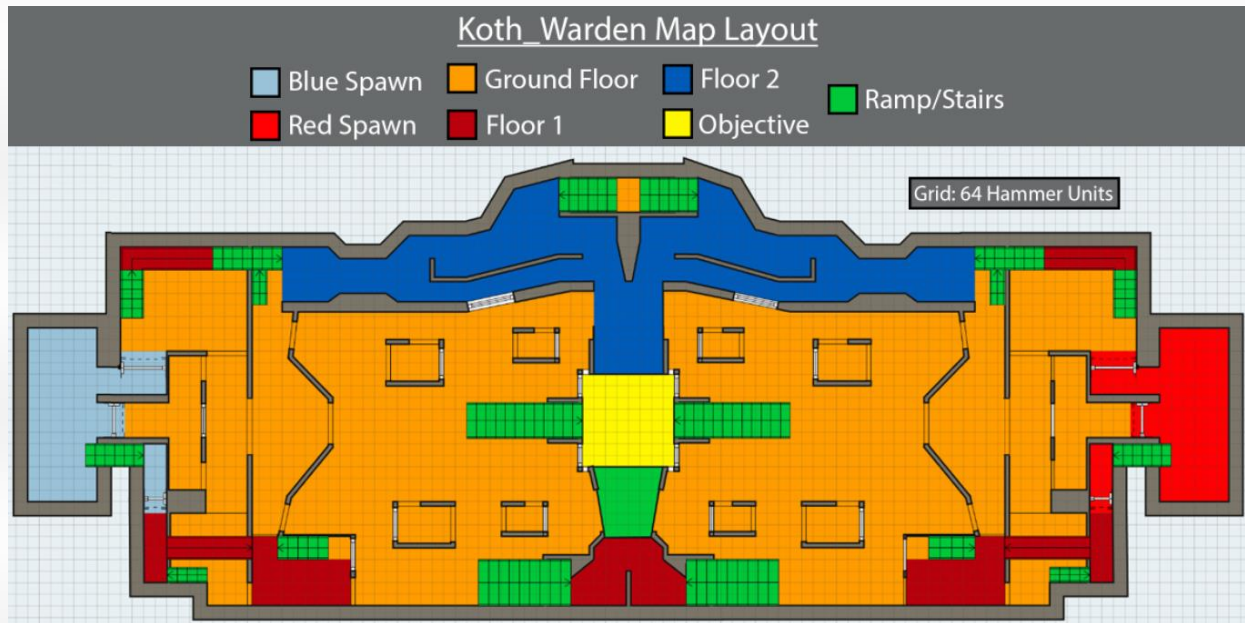 Koth_Warden Map Layout
Blue Spawn
Ground Floor
Floor 2
Ramp/Stairs
Red Spawn
Floor 1
Objective
Grid: 64 Hammer Units